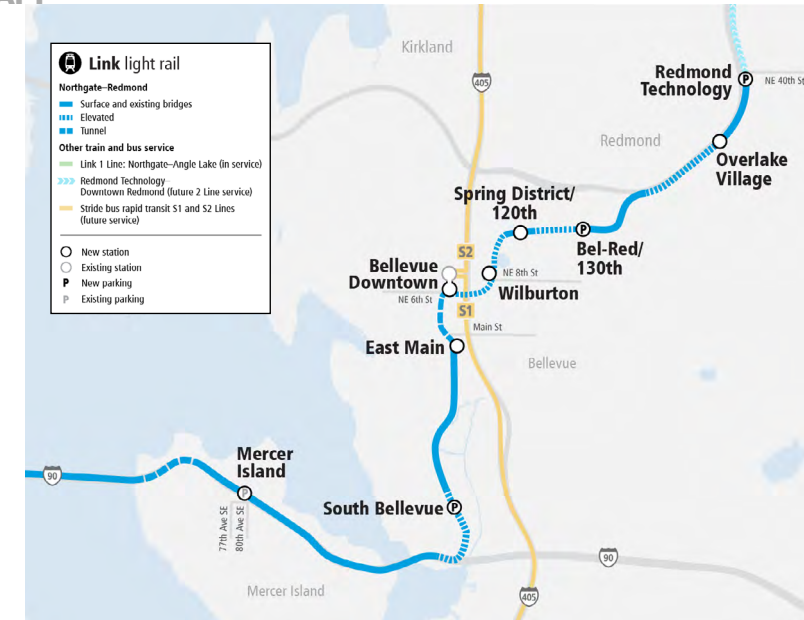 Link light rail
Northgate–Redmond
Surface and existing bridges
Elevated
Tunnel
Other train and bus service
Link 1 Line: Northgate–Angle Lake (in service)
Redmond Technology–
Downtown Redmond (future 2 Line service)
Stride bus rapid transit S1 and S2 Lines
(future service)
New station
Existing station
P New parking
P Existing parking
Kirkland
405
Redmond
Technology
P
NE 40th St
Redmond
Overlake
Village
Spring District/
120th
P
Bel-Red/
130th
S2
Bellevue
Downtown
NE 8th St
NE 6th St
Wilburton
S1
Main St
East Main
Bellevue
Mercer
Island
90
P
77th Ave SE
80th Ave SE
South Bellevue
P
90
Mercer Island
405